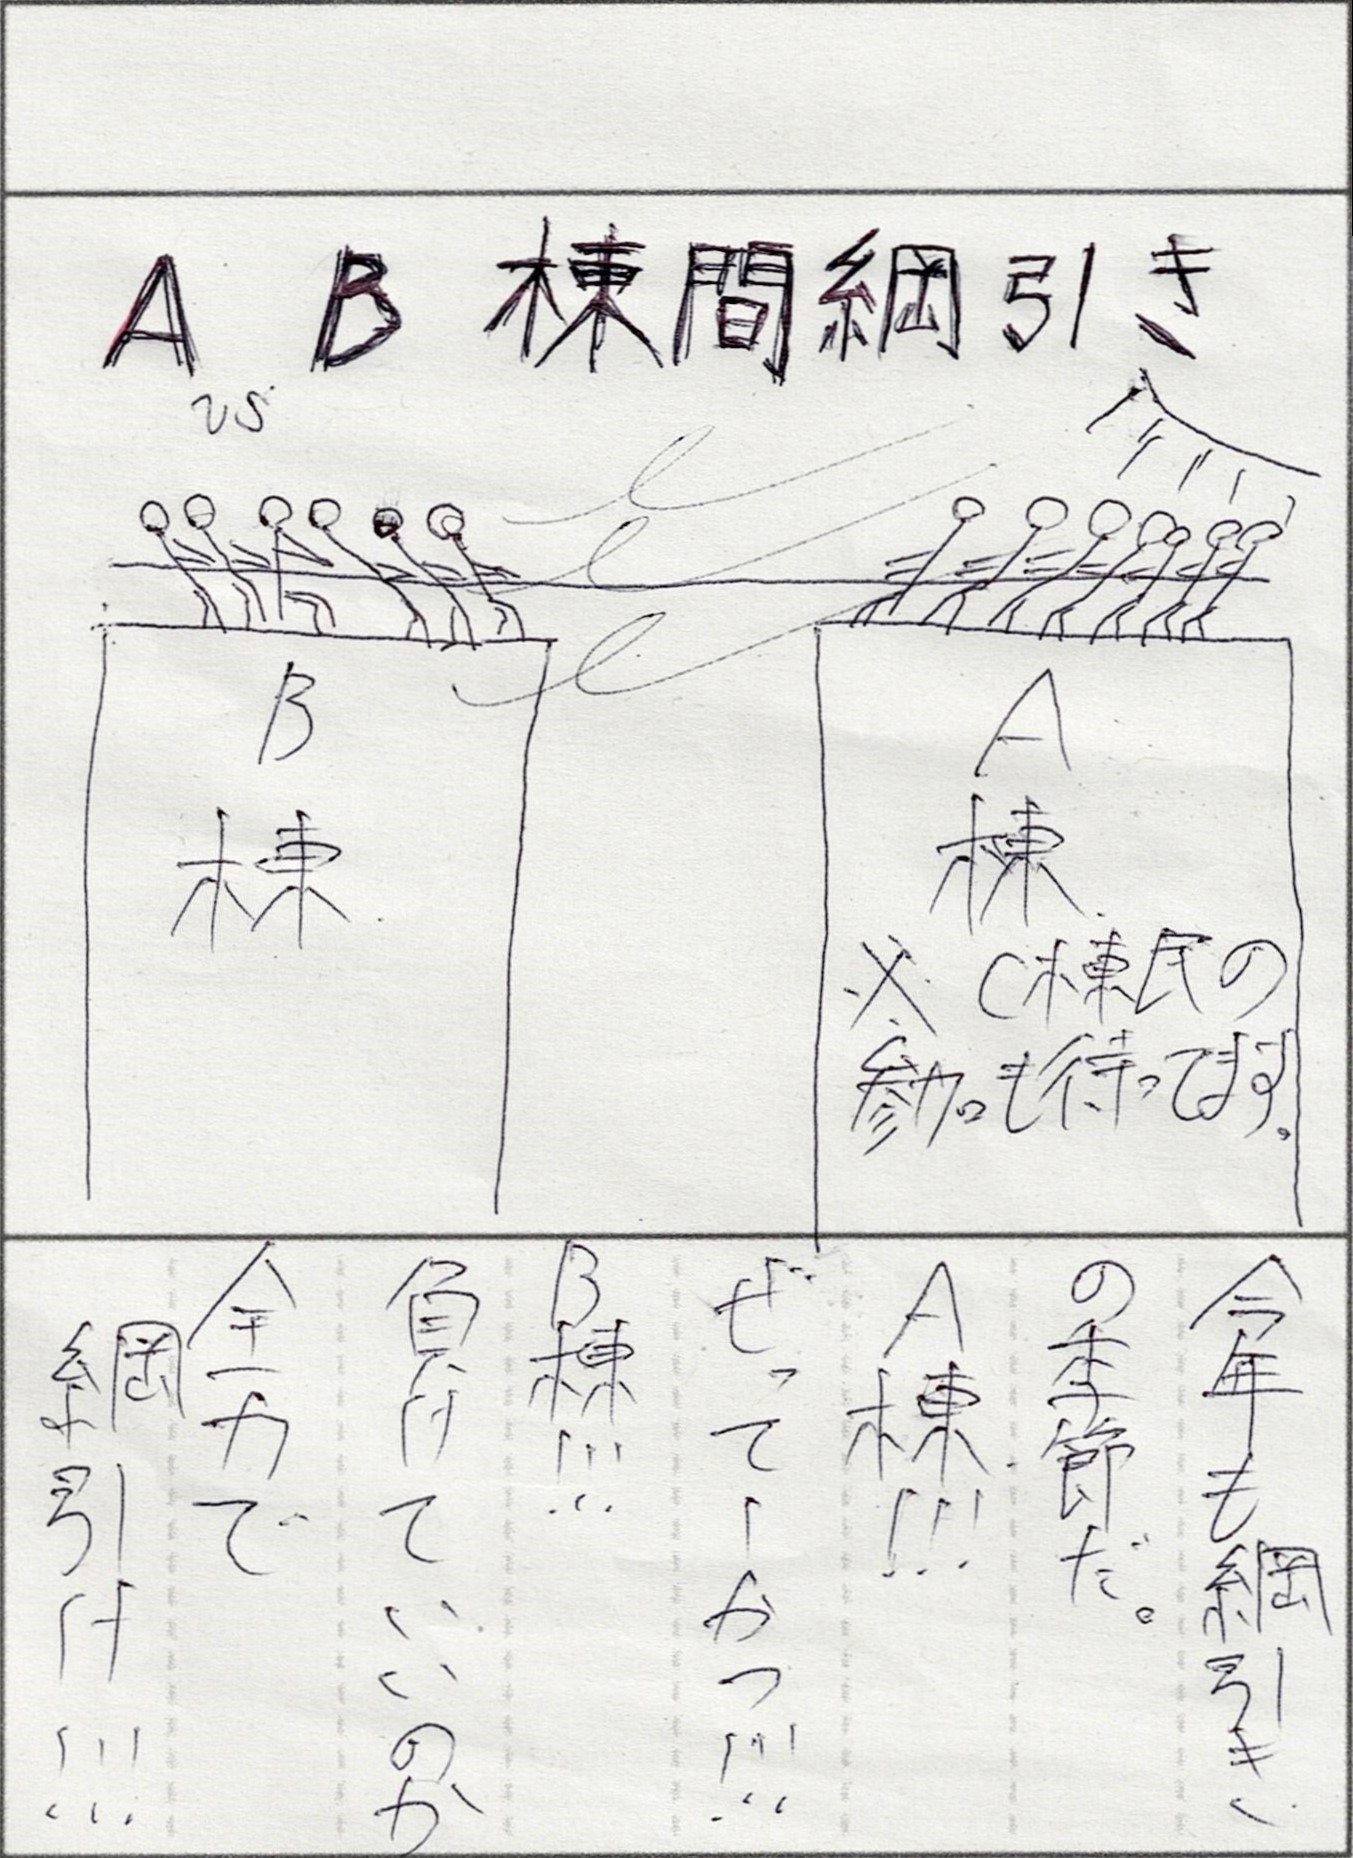 A B棟間綱引き
vs
B
棟
A
棟
※ C棟民の
参加も待ってます。
今年も綱引き
の季節だ。
A棟!!!
ぜってーかつ!!!
B棟!!!
負けていいのか
全力で
綱引け!!!